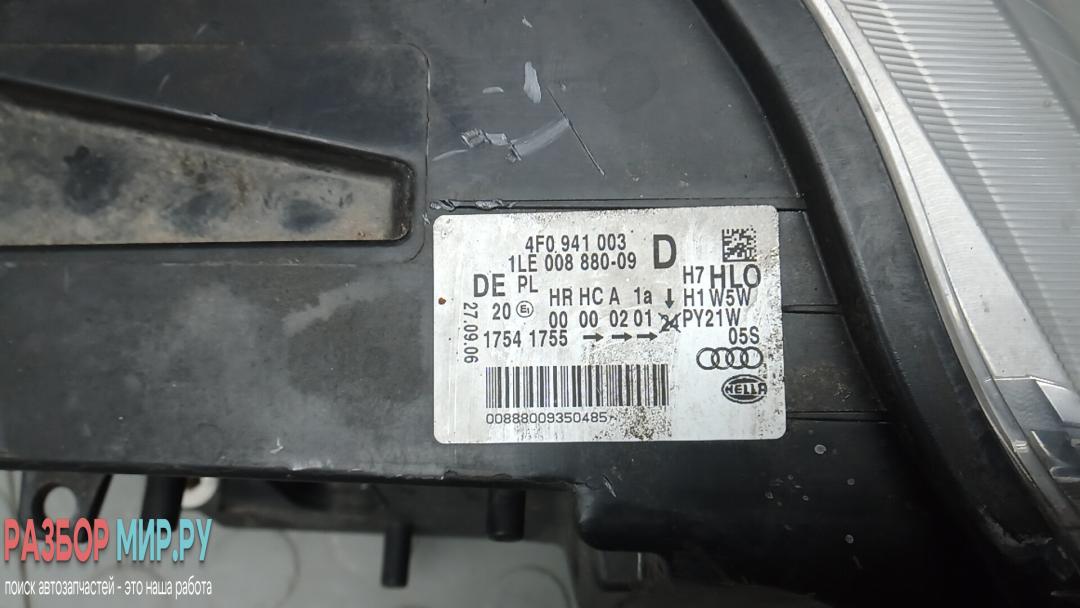 4F0 941 003 D
1LE 008 880-09
DE PL H7 HLO
HR HC A 1a ↓ H1 W5W
20 E1 00 00 02 01 24 PY21W
1754 1755 →→→ 05S
27.09.06
HELLA
00888009350485
РАЗБОР МИР.РУ
поиск автозапчастей - это наша работа